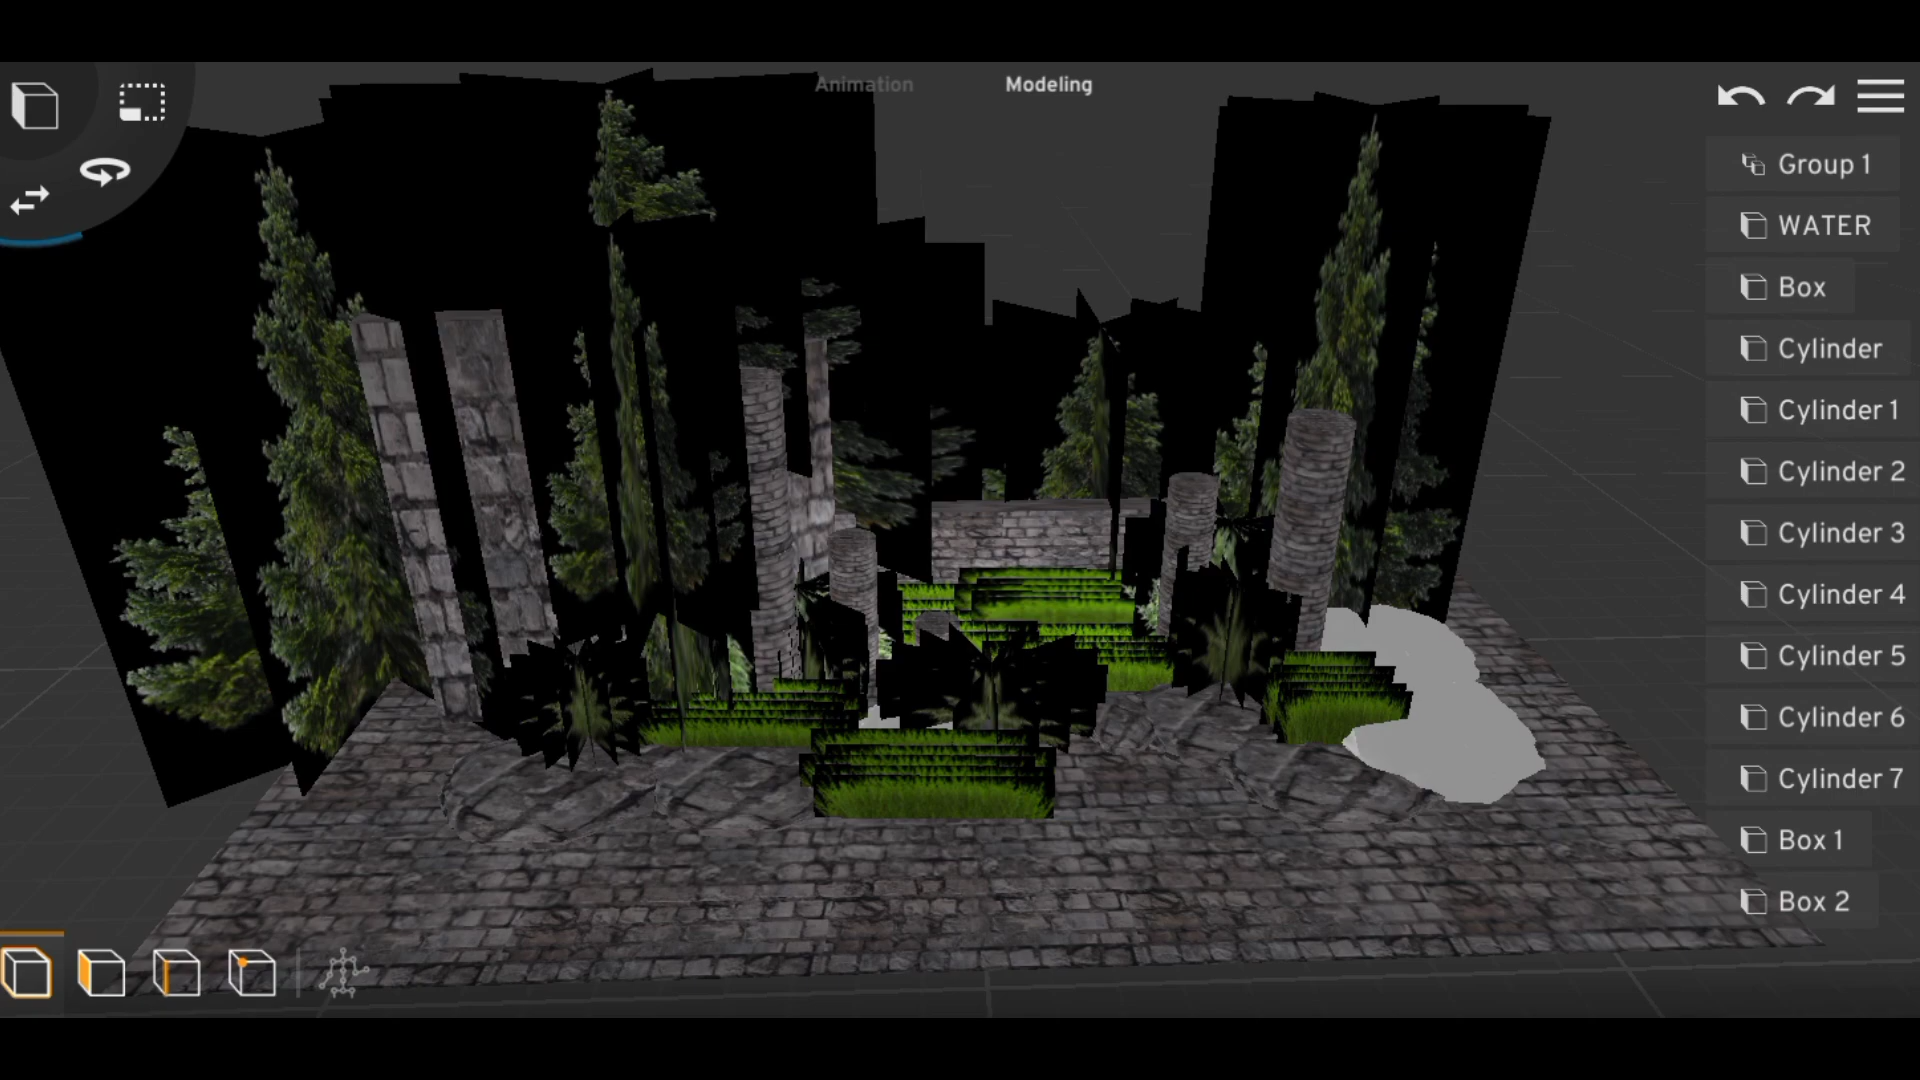 Animation
Modeling
Group 1
WATER
Box
Cylinder
Cylinder 1
Cylinder 2
Cylinder 3
Cylinder 4
Cylinder 5
Cylinder 6
Cylinder 7
Box 1
Box 2